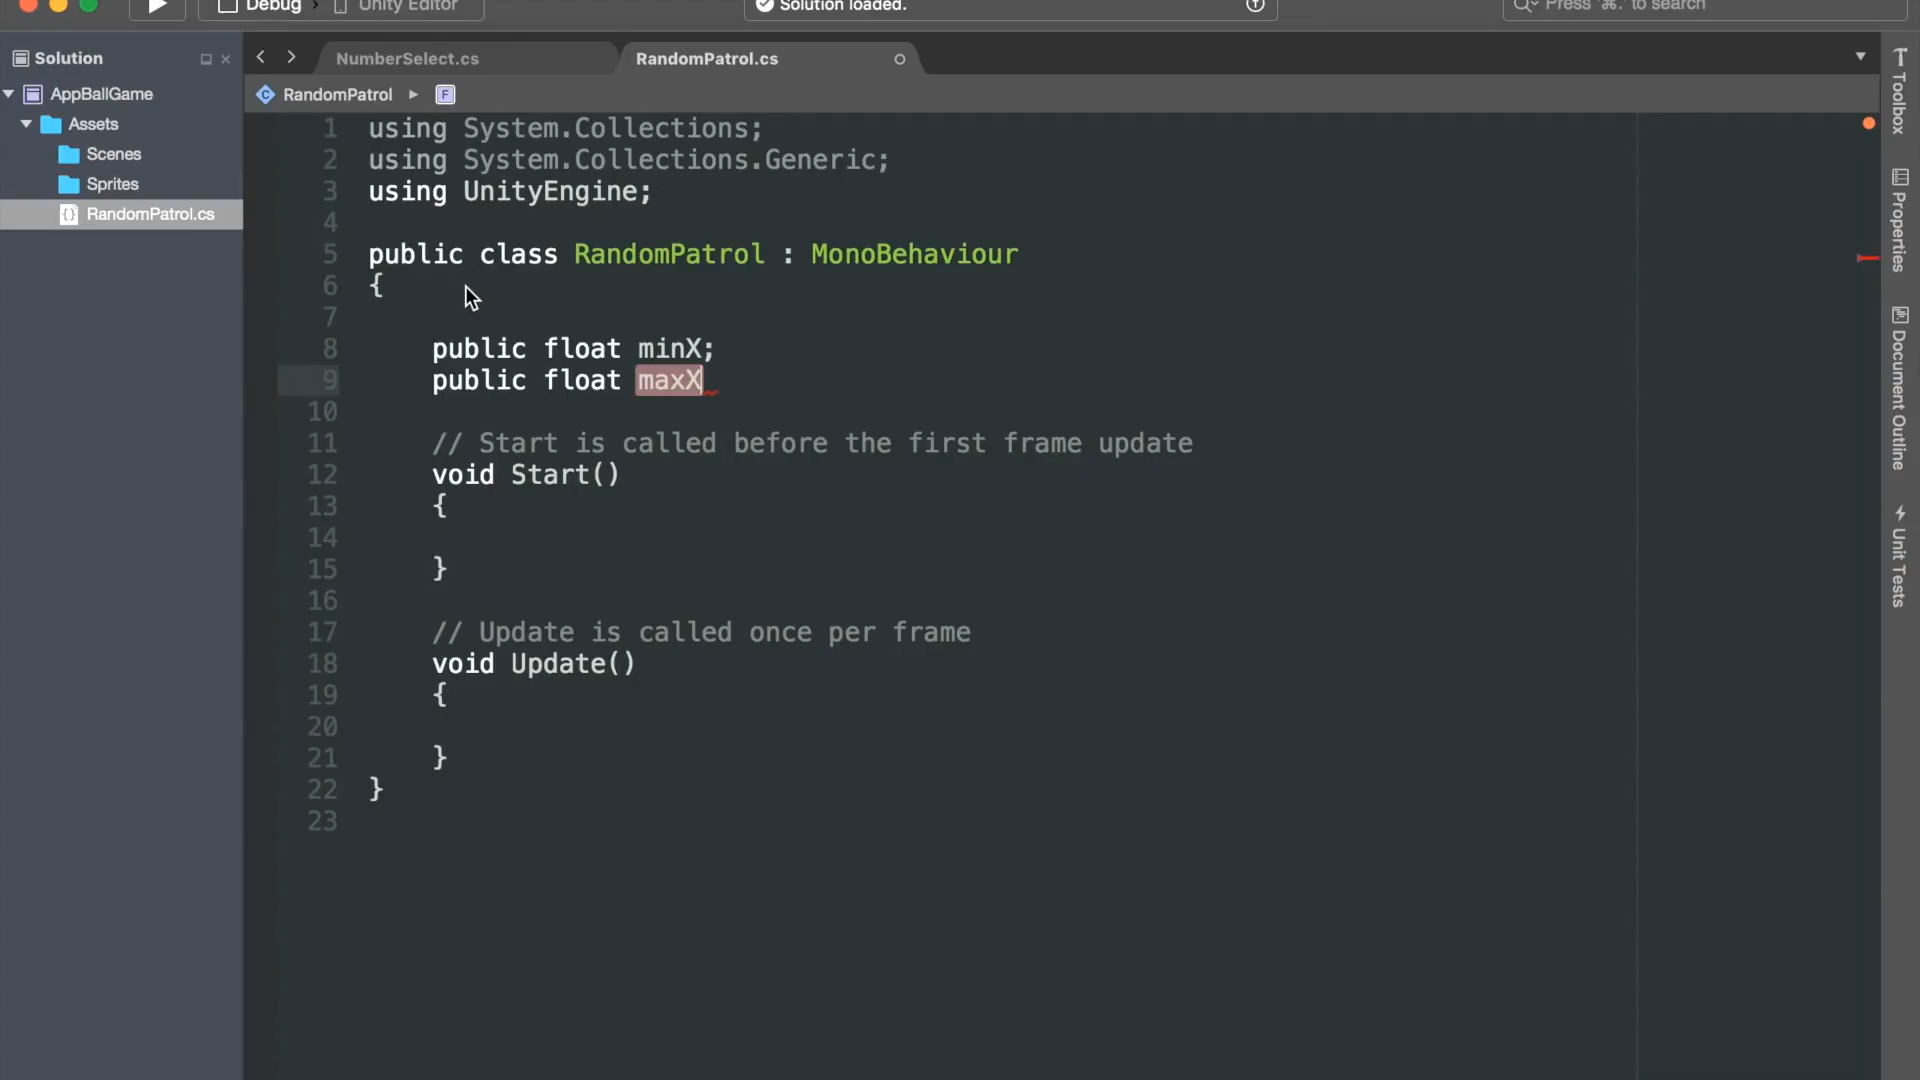 Debug › Unity Editor
Solution loaded.
Press '⌘.' to search
Solution
AppBallGame
Assets
Scenes
Sprites
RandomPatrol.cs
NumberSelect.cs
RandomPatrol.cs
RandomPatrol
1 using System.Collections;
2 using System.Collections.Generic;
3 using UnityEngine;
4
5 public class RandomPatrol : MonoBehaviour
6 {
7
8 public float minX;
9 public float maxX
10
11 // Start is called before the first frame update
12 void Start()
13 {
14
15 }
16
17 // Update is called once per frame
18 void Update()
19 {
20
21 }
22 }
23
Toolbox
Properties
Document Outline
Unit Tests